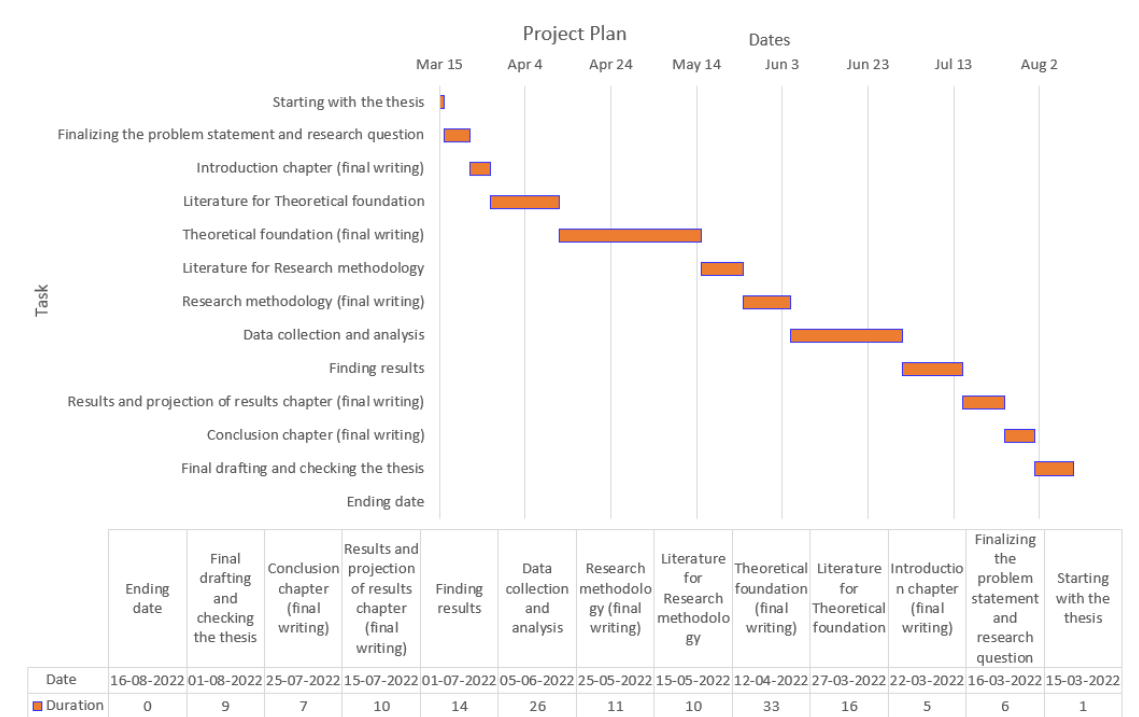 Project Plan
Dates
Mar 15 Apr 4 Apr 24 May 14 Jun 3 Jun 23 Jul 13 Aug 2
Task
Starting with the thesis
Finalizing the problem statement and research question
Introduction chapter (final writing)
Literature for Theoretical foundation
Theoretical foundation (final writing)
Literature for Research methodology
Research methodology (final writing)
Data collection and analysis
Finding results
Results and projection of results chapter (final writing)
Conclusion chapter (final writing)
Final drafting and checking the thesis
Ending date
Ending
date
Final
drafting
and
checking
the thesis
Conclusion
chapter
(final
writing)
Results and
projection
of results
chapter
(final
writing)
Finding
results
Data
collection
and
analysis
Research
methodolo
gy (final
writing)
Literature
for
Research
methodolo
gy
Theoretical
foundation
(final
writing)
Literature
for
Theoretical
foundation
Introductio
n chapter
(final
writing)
Finalizing
the
problem
statement
and
research
question
Starting
with the
thesis
Date 16-08-2022 01-08-2022 25-07-2022 15-07-2022 01-07-2022 05-06-2022 25-05-2022 15-05-2022 12-04-2022 27-03-2022 22-03-2022 16-03-2022 15-03-2022
Duration 0 9 7 10 14 26 11 10 33 16 5 6 1